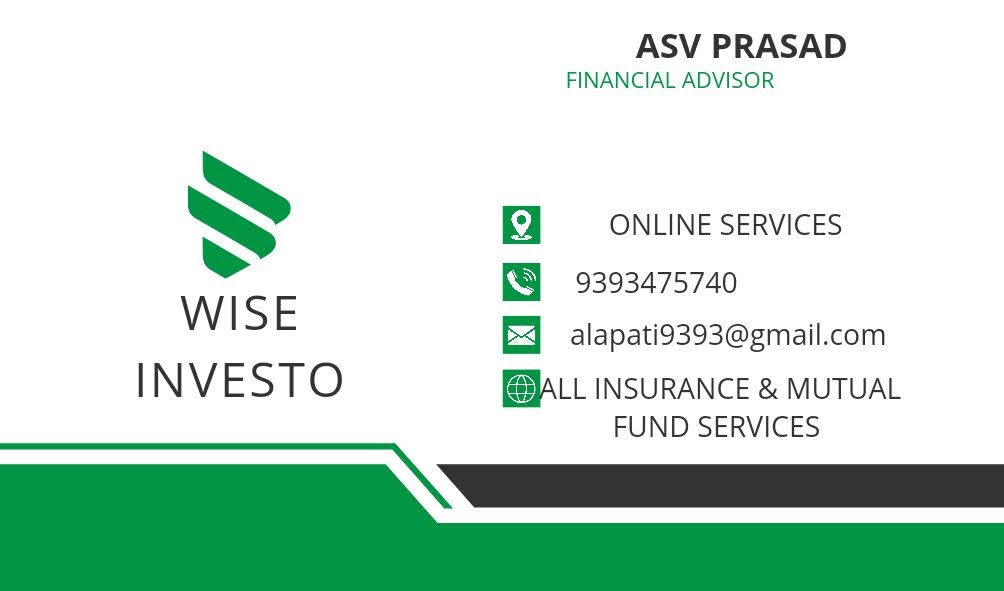 ASV PRASAD
FINANCIAL ADVISOR
WISE
INVESTO
ONLINE SERVICES
9393475740
alapati9393@gmail.com
ALL INSURANCE & MUTUAL
FUND SERVICES